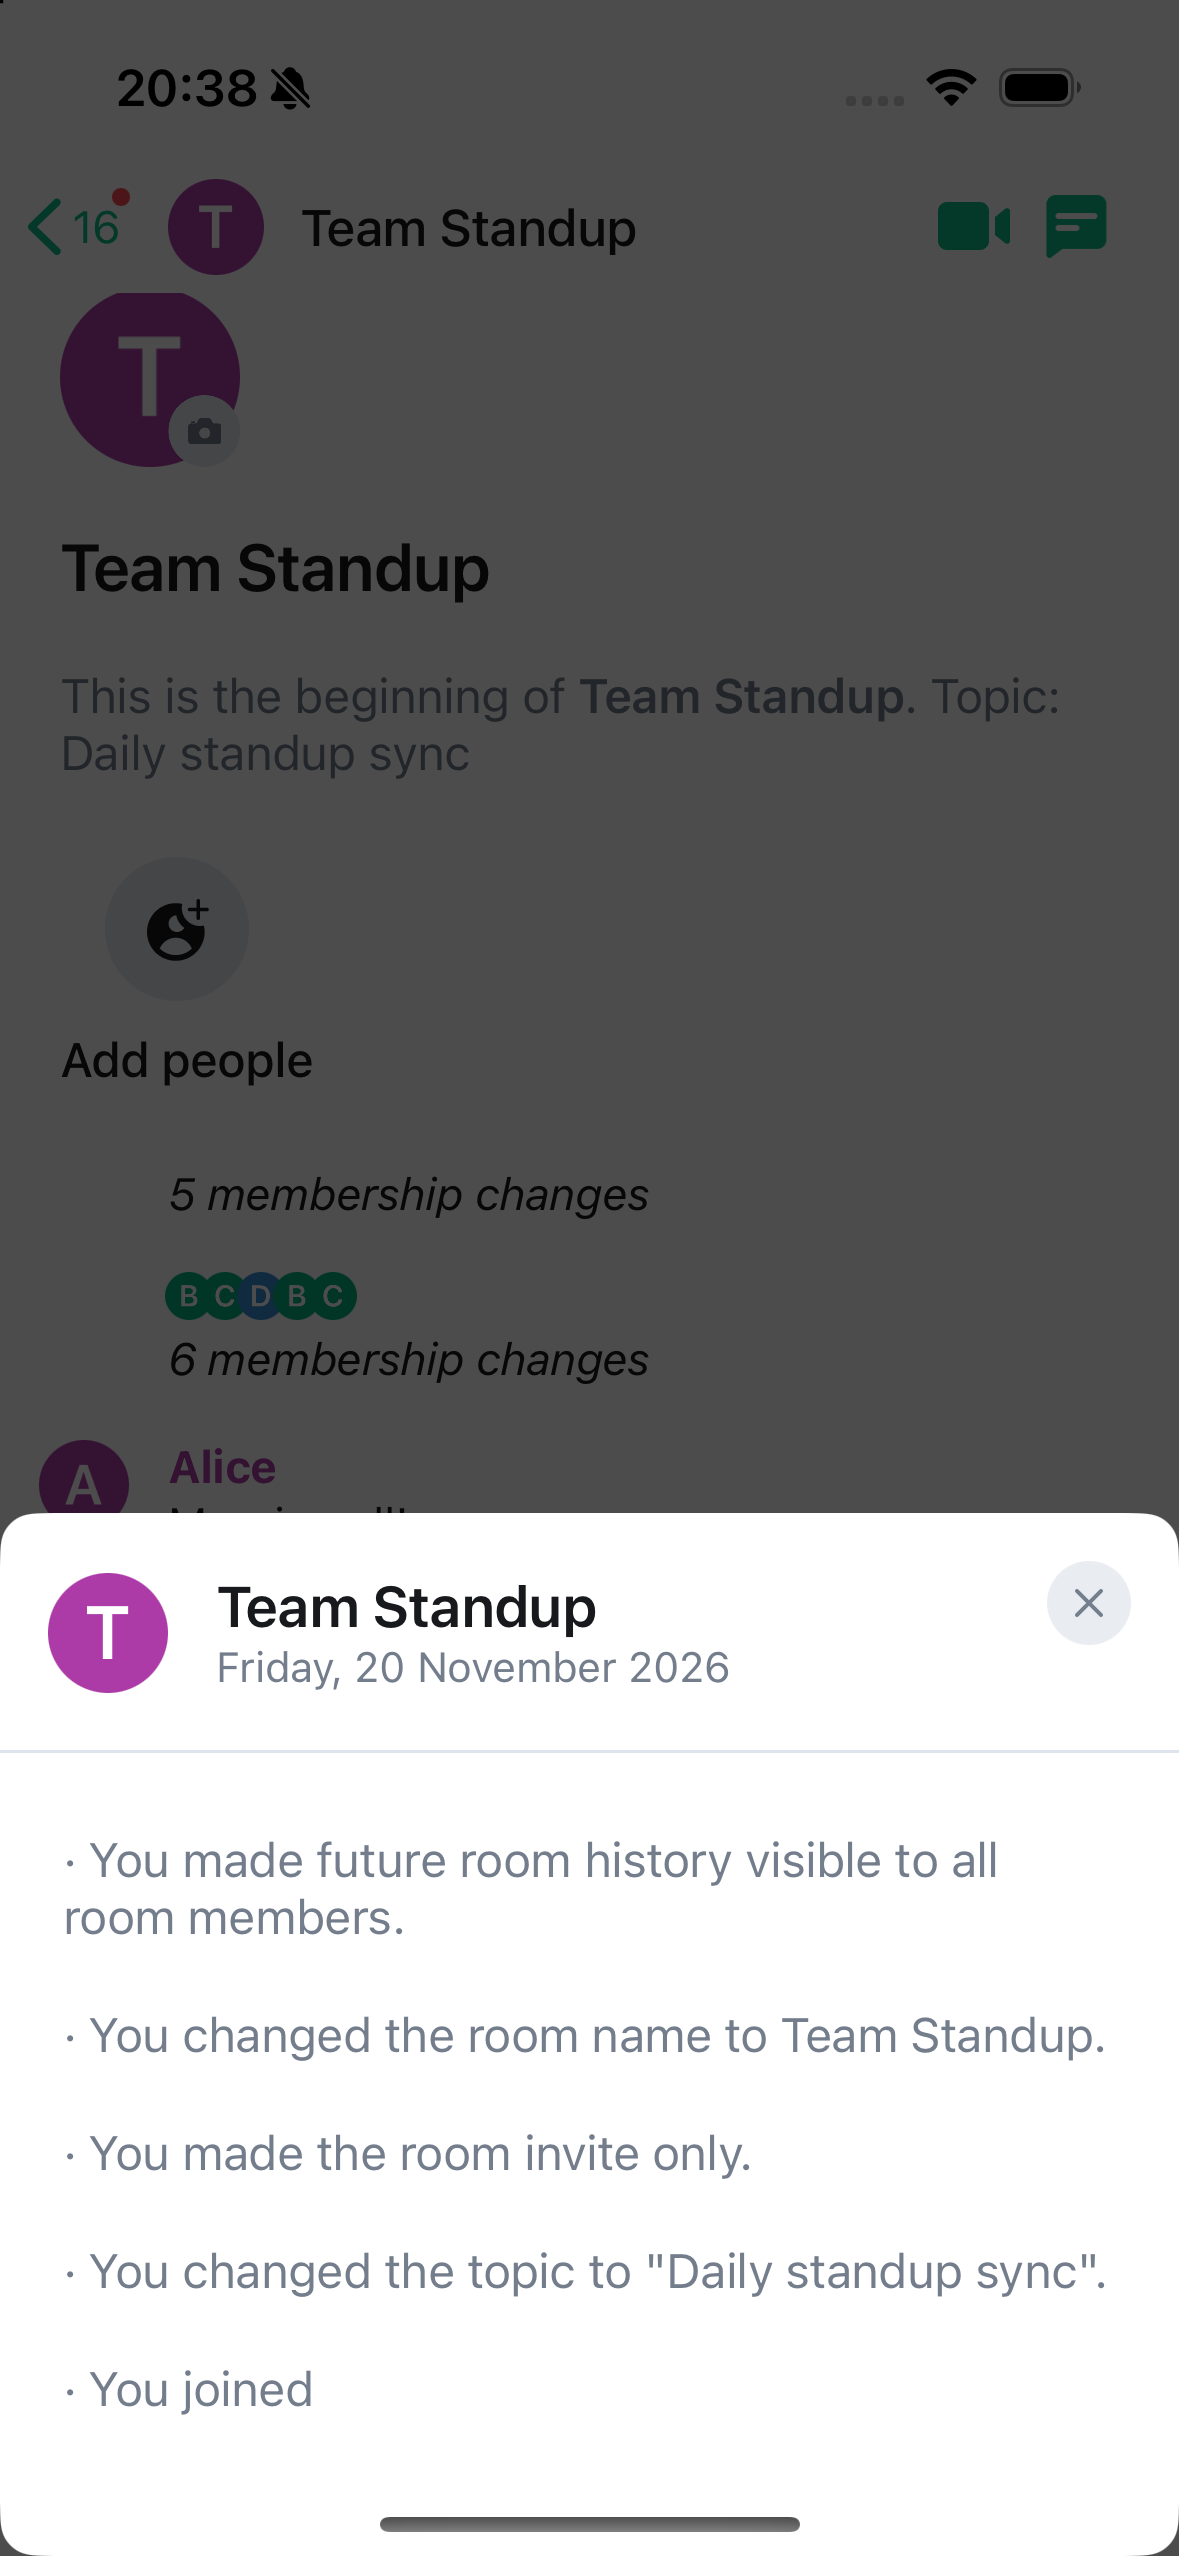 20:38
16
T
Team Standup
T
Team Standup
This is the beginning of Team Standup. Topic:
Daily standup sync
Add people
5 membership changes
B C D B C
6 membership changes
A
Alice
T
Team Standup
Friday, 20 November 2026
· You made future room history visible to all
room members.
· You changed the room name to Team Standup.
· You made the room invite only.
· You changed the topic to "Daily standup sync".
· You joined